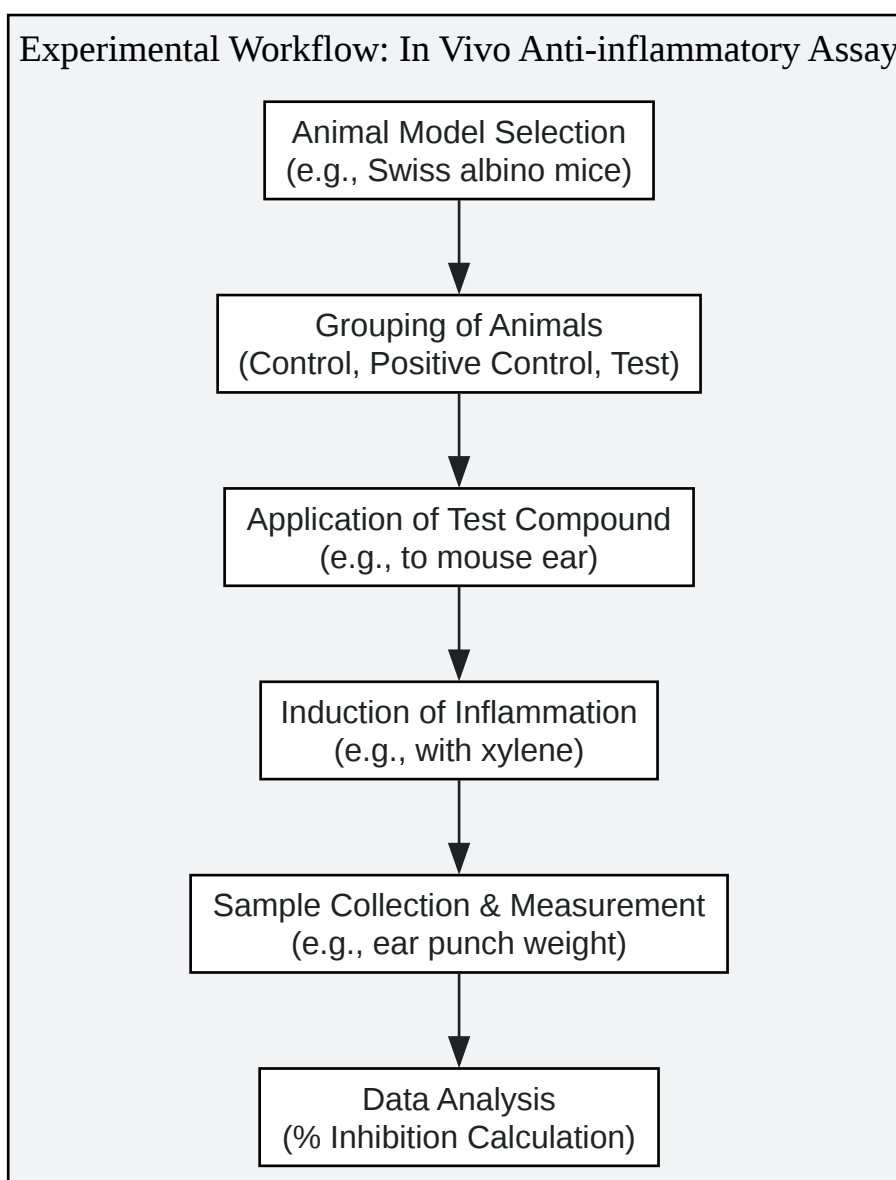 Experimental Workflow: In Vivo Anti-inflammatory Assay
Animal Model Selection
(e.g., Swiss albino mice)
Grouping of Animals
(Control, Positive Control, Test)
Application of Test Compound
(e.g., to mouse ear)
Induction of Inflammation
(e.g., with xylene)
Sample Collection & Measurement
(e.g., ear punch weight)
Data Analysis
(% Inhibition Calculation)